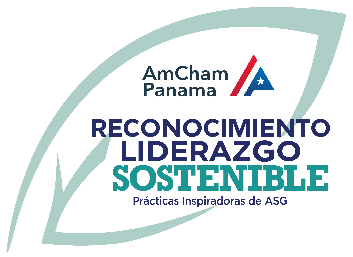 AmCham
Panama
RECONOCIMIENTO
LIDERAZGO
SOSTENIBLE
Prácticas Inspiradoras de ASG